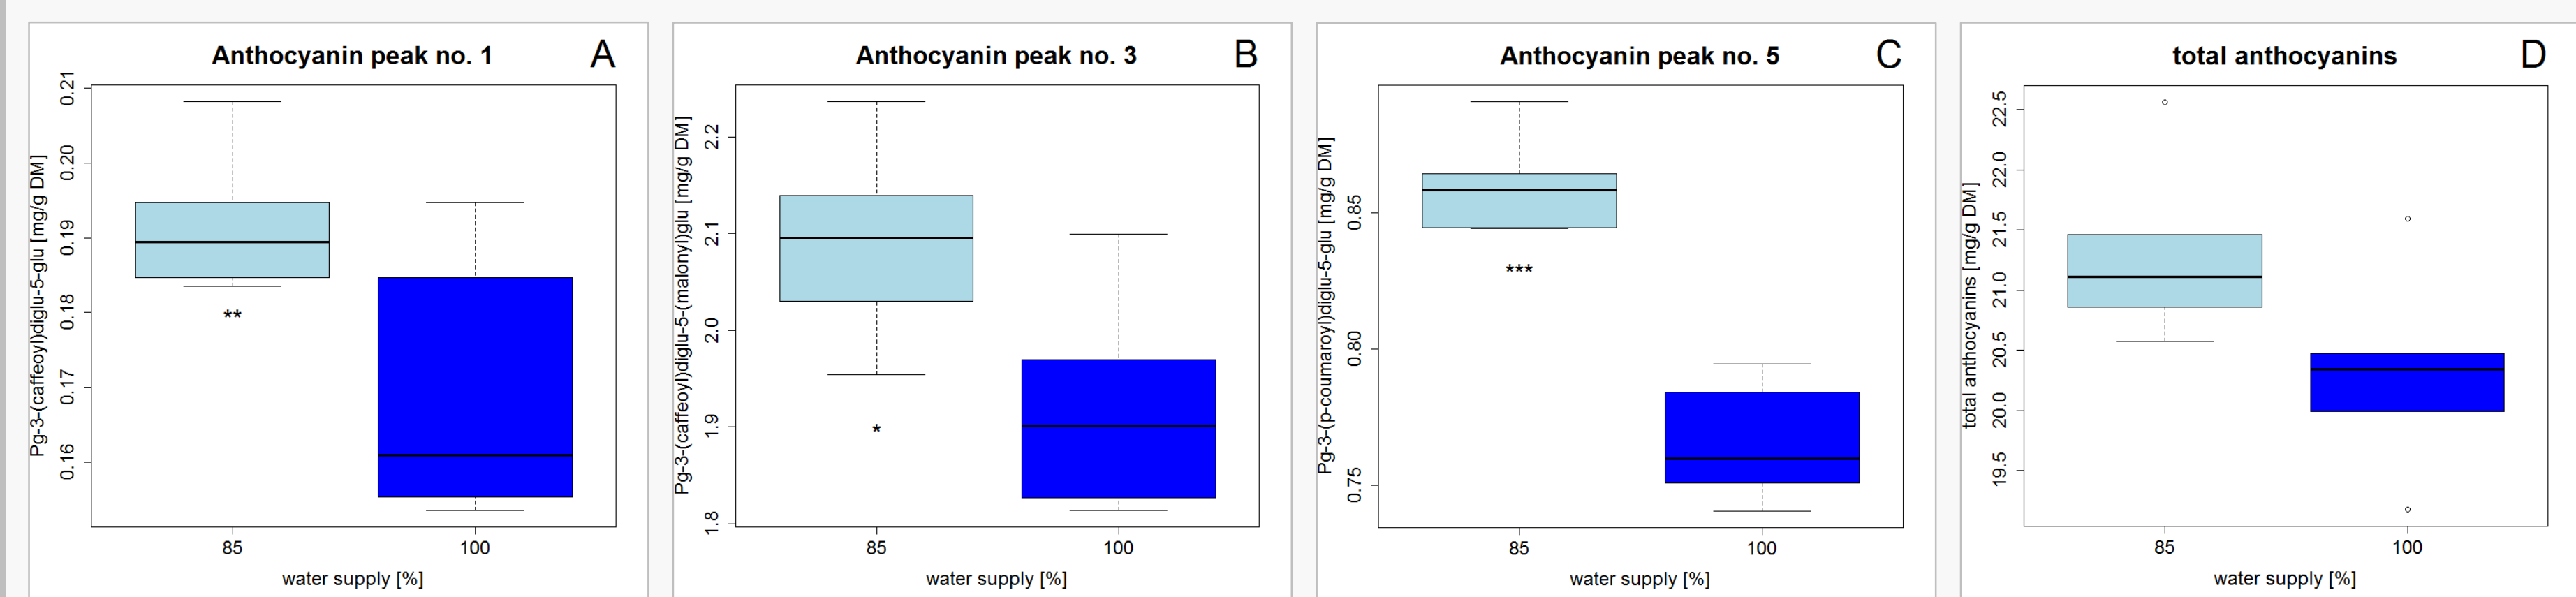 Anthocyanin peak no. 1
A
Pg-3-(caffeoyl)diglu-5-glu [mg/g DM]
0.21
0.20
0.19
0.18
0.17
0.16
**
85
100
water supply [%]
Anthocyanin peak no. 3
B
Pg-3-(caffeoyl)diglu-5-(malonyl)glu [mg/g DM]
2.2
2.1
2.0
1.9
1.8
*
85
100
water supply [%]
Anthocyanin peak no. 5
C
Pg-3-(p-coumaroyl)diglu-5-glu [mg/g DM]
0.85
0.80
0.75
***
85
100
water supply [%]
total anthocyanins
D
total anthocyanins [mg/g DM]
22.5
22.0
21.5
21.0
20.5
20.0
19.5
85
100
water supply [%]